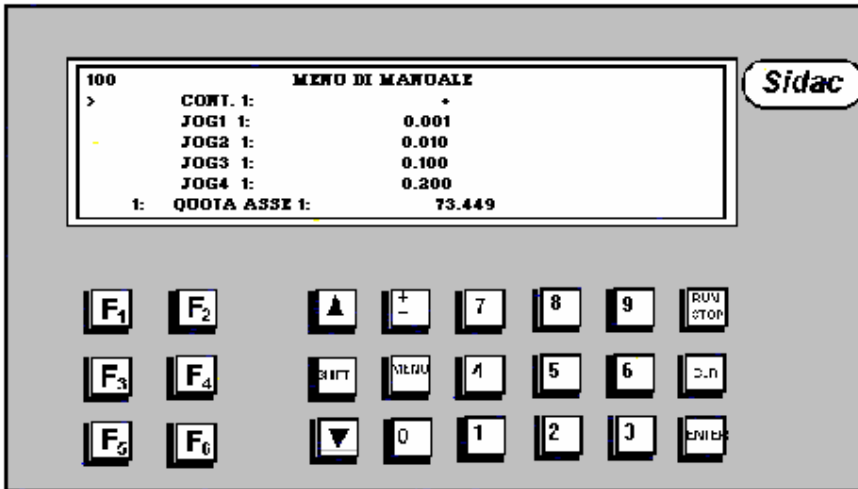 100 MENU DI MANUALE
Sidac
> CONT. 1: +
JOG1 1: 0.001
JOG2 1: 0.010
JOG3 1: 0.100
JOG4 1: 0.200
1: QUOTA ASSE 1: 73.449
F1 F2 + - 7 8 9 RUN STOP
F3 F4 SHIFT MENU 4 5 6
F5 F6 0 1 2 3 ENTER